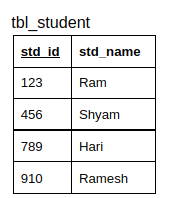 tbl_student
std_id std_name
123 Ram
456 Shyam
789 Hari
910 Ramesh